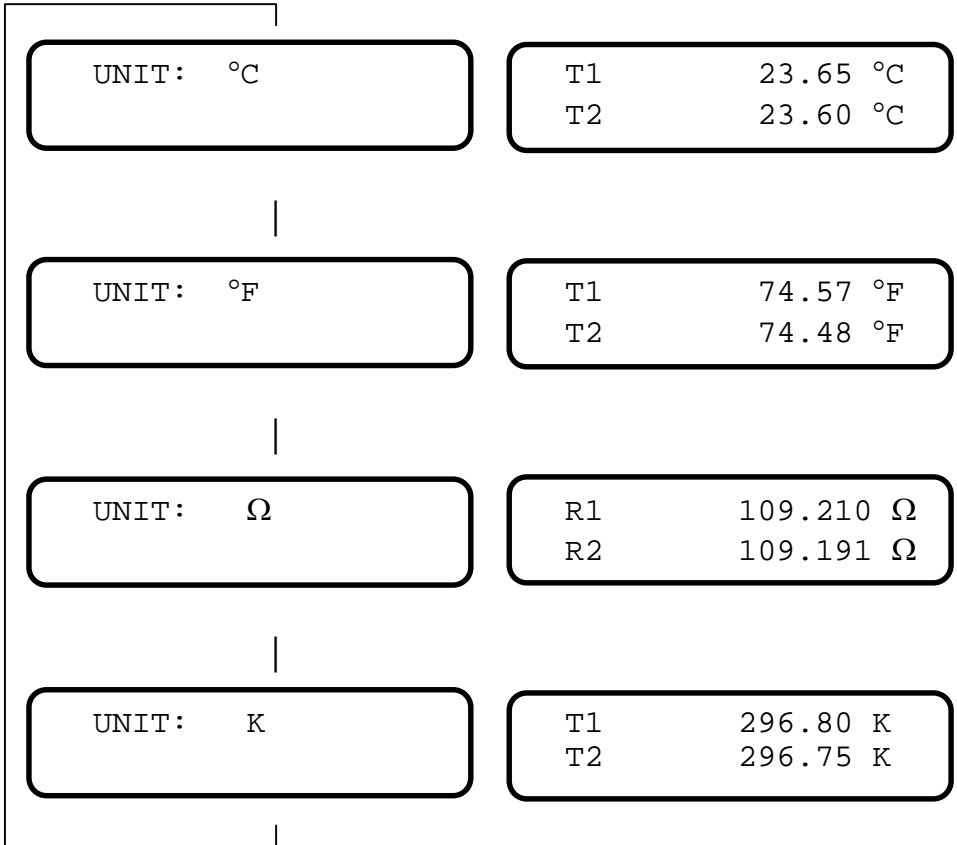 UNIT: °C
T1 23.65 °C
T2 23.60 °C
UNIT: °F
T1 74.57 °F
T2 74.48 °F
UNIT: Ω
R1 109.210 Ω
R2 109.191 Ω
UNIT: K
T1 296.80 K
T2 296.75 K